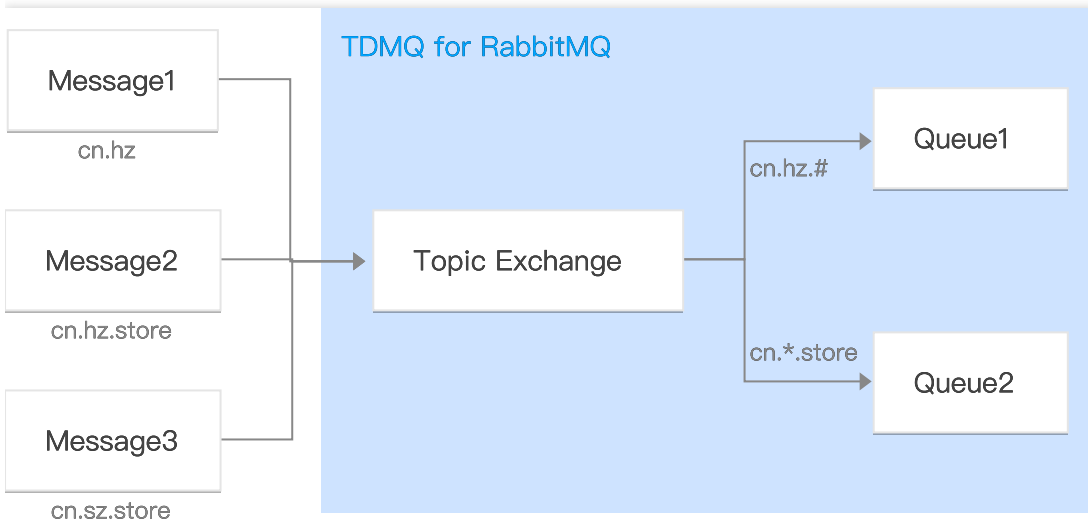 TDMQ for RabbitMQ
Message1
cn.hz
Message2
cn.hz.store
Message3
cn.sz.store
Topic Exchange
cn.hz.#
Queue1
cn.*.store
Queue2